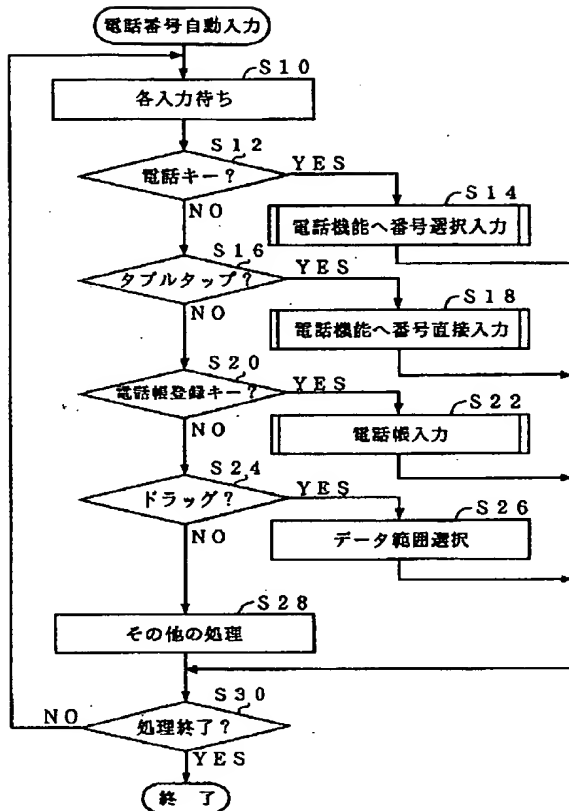 電話番号自動入力
S10
各入力待ち
S12
電話キー？
YES
NO
S14
電話機能へ番号選択入力
S16
タブルタップ？
YES
NO
S18
電話機能へ番号直接入力
S20
電話帳登録キー？
YES
NO
S22
電話帳入力
S24
ドラッグ？
YES
NO
S26
データ範囲選択
S28
その他の処理
S30
処理終了？
NO
YES
終了